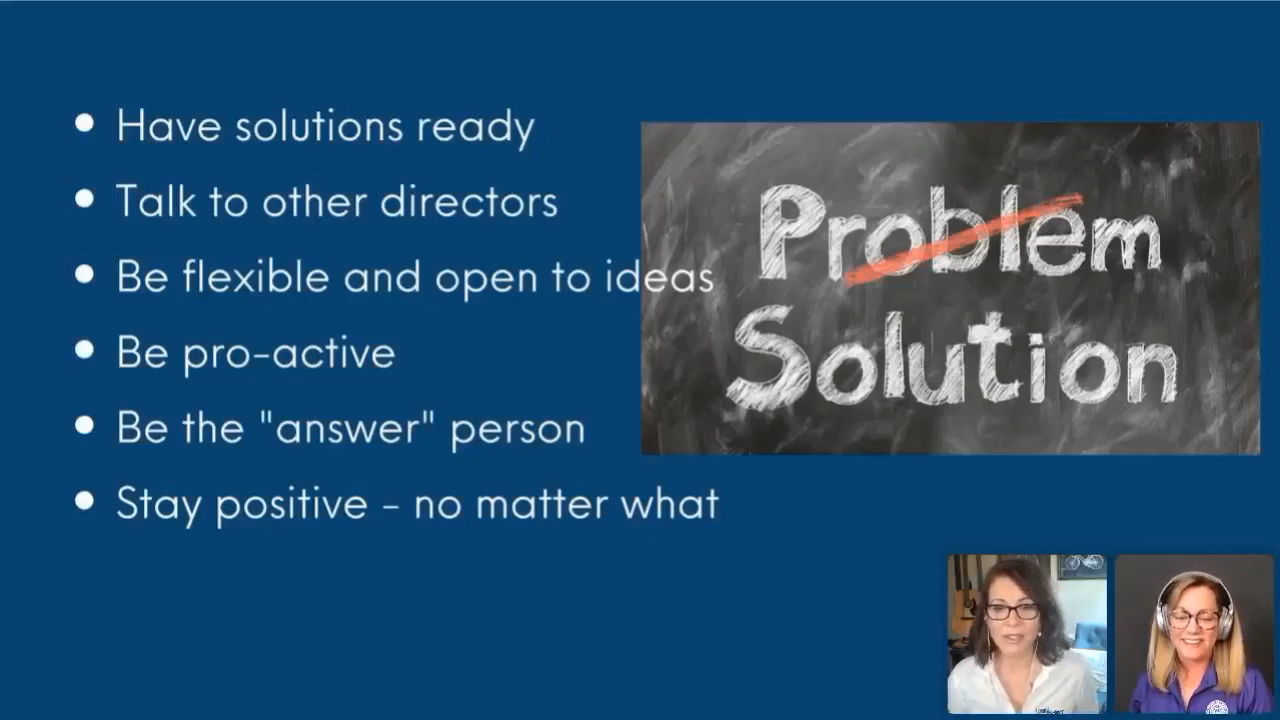 Have solutions ready
Talk to other directors
Be flexible and open to ideas
Be pro-active
Be the "answer" person
Stay positive - no matter what
Problem
Solution